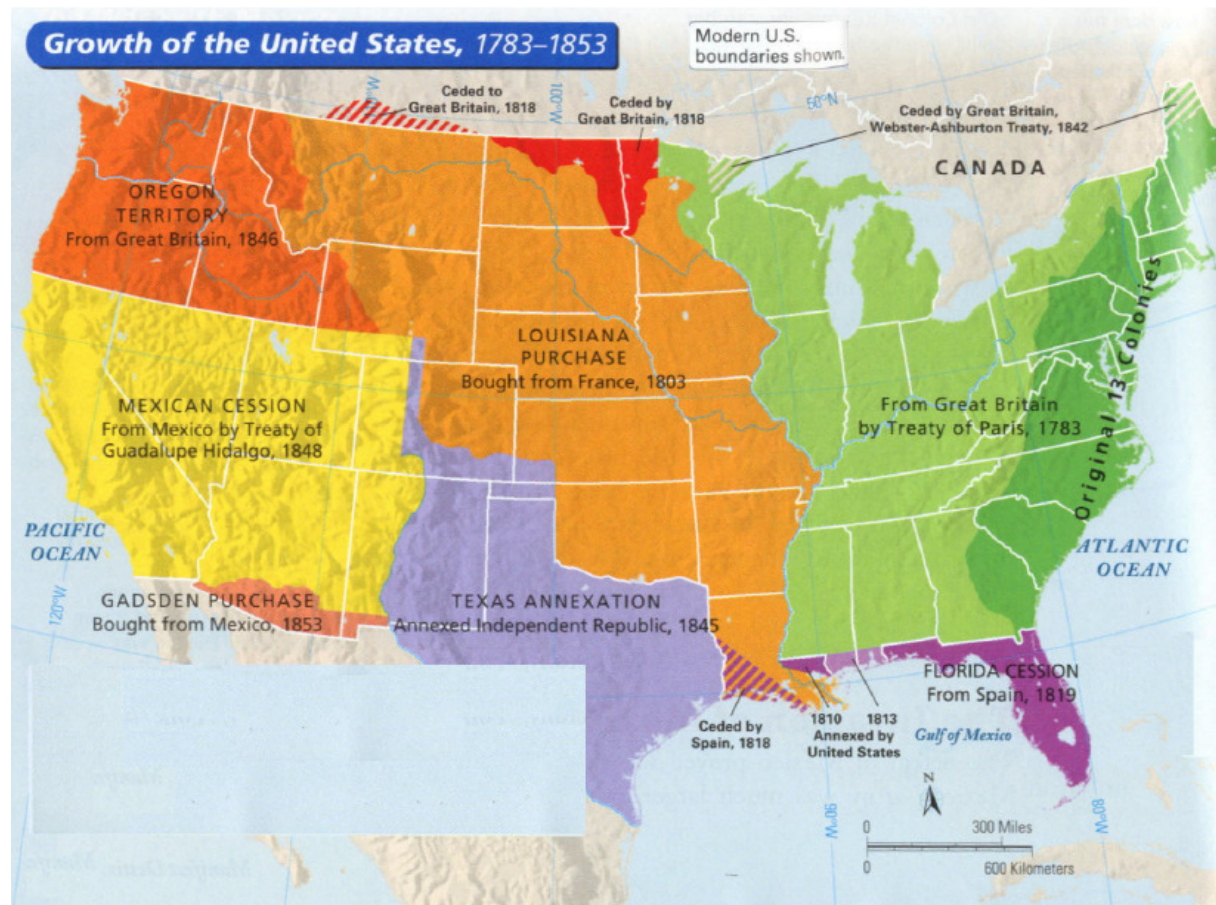 Growth of the United States, 1783–1853
Modern U.S.
boundaries shown.
Ceded to
Great Britain, 1818
110°W
100°W
Ceded by
Great Britain, 1818
50°N
Ceded by Great Britain,
Webster-Ashburton Treaty, 1842
CANADA
OREGON
TERRITORY
From Great Britain, 1846
LOUISIANA
PURCHASE
Bought from France, 1803
MEXICAN CESSION
From Mexico by Treaty of
Guadalupe Hidalgo, 1848
From Great Britain
by Treaty of Paris, 1783
Original 13 Colonies
PACIFIC
OCEAN
ATLANTIC
OCEAN
120°W
GADSDEN PURCHASE
Bought from Mexico, 1853
TEXAS ANNEXATION
Annexed Independent Republic, 1845
FLORIDA CESSION
From Spain, 1819
Ceded by
Spain, 1818
1810
1813
Annexed by
United States
Gulf of Mexico
N
90°W
80°W
0
300 Miles
0
600 Kilometers